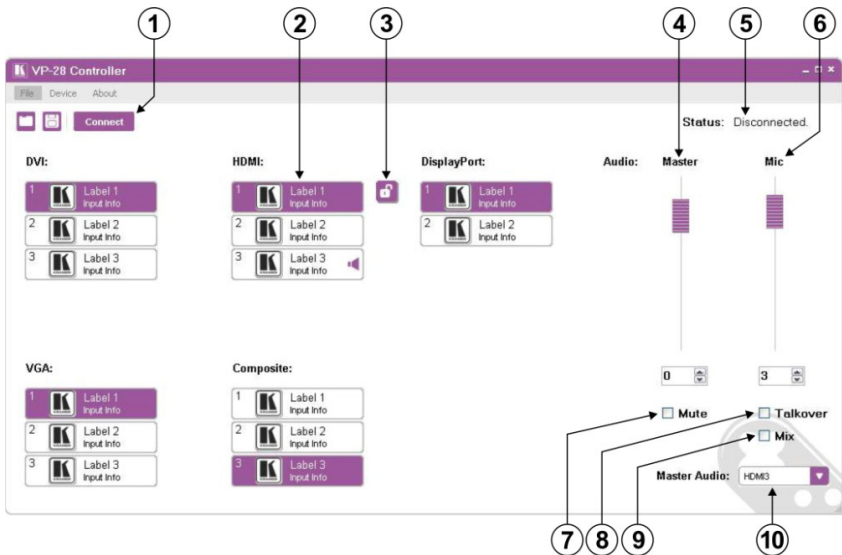 1 2 3 4 5 6
VP-28 Controller
File Device About
Connect
Status: Disconnected.
DVI: HDMI: DisplayPort: Audio: Master Mic
1 Label 1 1 Label 1 1 Label 1
Input Info Input Info Input Info
2 Label 2 2 Label 2 2 Label 2
Input Info Input Info Input Info
3 Label 3 3 Label 3
Input Info Input Info
VGA: Composite:
0 3
1 Label 1 1 Label 1
Input Info Input Info
Mute Talkover
2 Label 2 2 Label 2
Input Info Input Info
Mix
3 Label 3 3 Label 3
Input Info Input Info
Master Audio: HDMI3
7 8 9 10